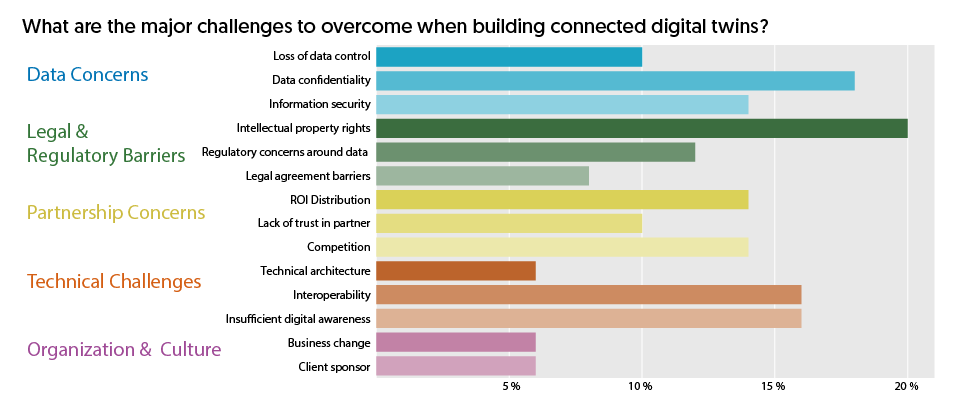 What are the major challenges to overcome when building connected digital twins?
Data Concerns
Loss of data control
Data confidentiality
Information security
Legal &
Regulatory Barriers
Intellectual property rights
Regulatory concerns around data
Legal agreement barriers
Partnership Concerns
ROI Distribution
Lack of trust in partner
Competition
Technical Challenges
Technical architecture
Interoperability
Insufficient digital awareness
Organization & Culture
Business change
Client sponsor
5 %
10 %
15 %
20 %